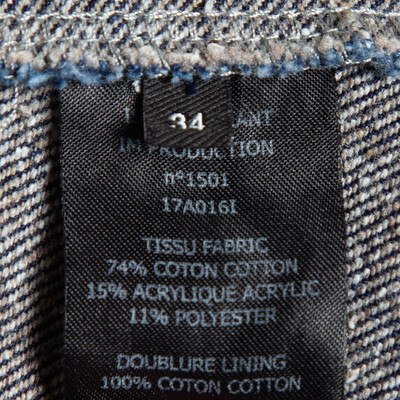 34
ANT
IM PRODUCTION
n°1501
17A016I
TISSU FABRIC
74% COTON COTTON
15% ACRYLIQUE ACRYLIC
11% POLYESTER
DOUBLURE LINING
100% COTON COTTON